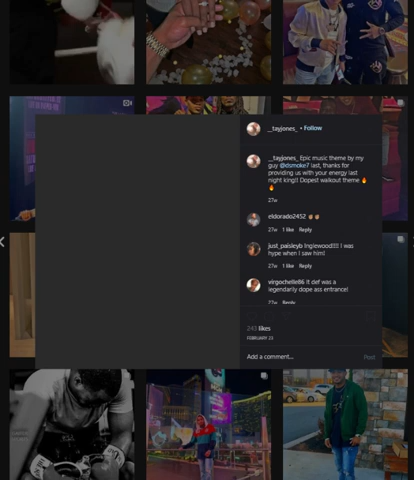 __tayjones_ • Follow
__tayjones_ Epic music theme by my
guy @dsmoke7 last, thanks for
providing us with your energy last
night king!! Dopest walkout theme 🔥
🔥
27w
eldorado2452 ✊🏾✊🏾
27w 1 like Reply
just_paisleyb Inglewood!!!! I was
hype when I saw him!
27w 1 like Reply
virgochelle86 It def was a
legendarily dope ass entrance!
27w Reply
243 likes
FEBRUARY 23
Add a comment... Post